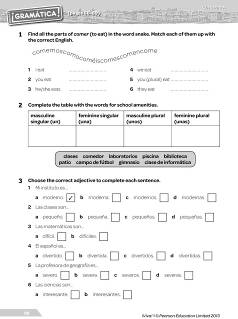 GRAMÁTICA
1 Find all the parts of comer (to eat) in the word snake. Match each of them up with
the correct English.
comemoscomocoméiscomescomencome
1 I eat
2 you eat
3 he/she eats
4 we eat
5 you (plural) eat
6 they eat
2 Complete the table with the words for school amenities.
masculine singular (un)
feminine singular (una)
masculine plural (unos)
feminine plural (unas)
clases comedor laboratorios piscina biblioteca
patio campo de fútbol gimnasio clase de informática
3 Choose the correct adjective to complete each sentence.
1 Mi instituto es...
a moderno. b moderna. c modernos. d modernas.
2 Las clases son...
a pequeño. b pequeña. c pequeños. d pequeñas.
3 Las matemáticas son...
a difícil. b difíciles.
4 El español es...
a divertido. b divertida. c divertidos. d divertidas.
5 La profesora de geografía es...
a severo. b severa. c severos. d severas.
6 Las ciencias son...
a interesante. b interesantes.
© Pearson Education Limited 2013